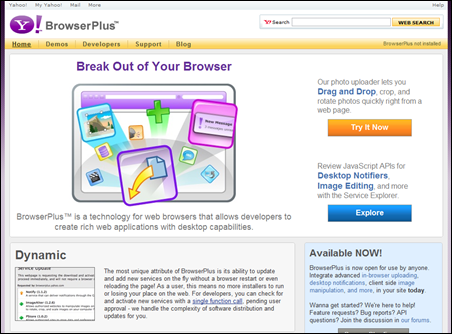 Yahoo! My Yahoo! Mail More Help
Y! BrowserPlus™
Y! Search: WEB SEARCH
Home Demos Developers Support Blog BrowserPlus not installed
Break Out of Your Browser
New Message
Our photo uploader lets you
Drag and Drop, crop, and
rotate photos quickly right from a
web page.
Try It Now
Review JavaScript APIs for
Desktop Notifiers,
Image Editing, and more
with the Service Explorer.
Explore
BrowserPlus™ is a technology for web browsers that allows developers to
create rich web applications with desktop capabilities.
Dynamic
Service Update
The most unique attribute of BrowserPlus is its ability to update
and add new services on the fly without a browser restart or even
reloading the page! As a user, this means no more installers to run
or losing your place on the web. For developers, you can check for
and activate new services with a single function call, pending user
approval - we handle the complexity of software distribution and
updates for you.
Available NOW!
BrowserPlus is now open for use by anyone.
Integrate advanced in-browser uploading,
desktop notifications, client side image
manipulation, and more, in your site today.
Wanna get started? We're here to help!
Feature requests? Bug reports? API
questions? Join the discussion in our forums.